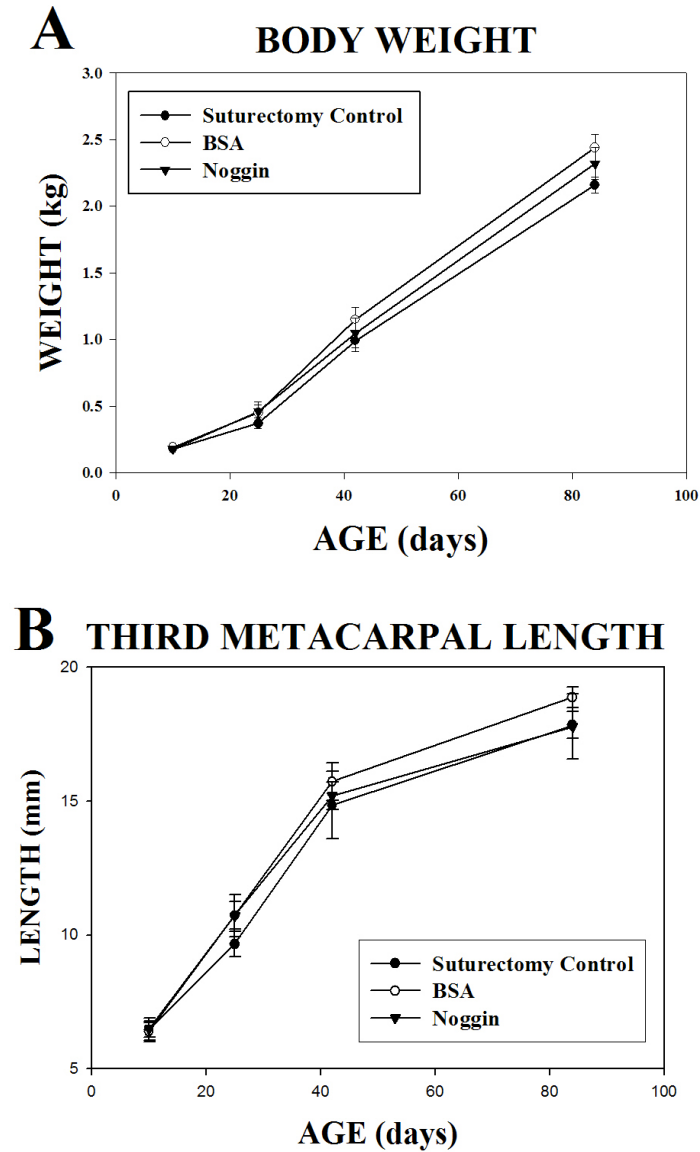 A
BODY WEIGHT
3.0
2.5
2.0
1.5
1.0
0.5
0.0
WEIGHT (kg)
Suturectomy Control
BSA
Noggin
0 20 40 60 80 100
AGE (days)
B THIRD METACARPAL LENGTH
20
15
10
5
LENGTH (mm)
Suturectomy Control
BSA
Noggin
0 20 40 60 80 100
AGE (days)